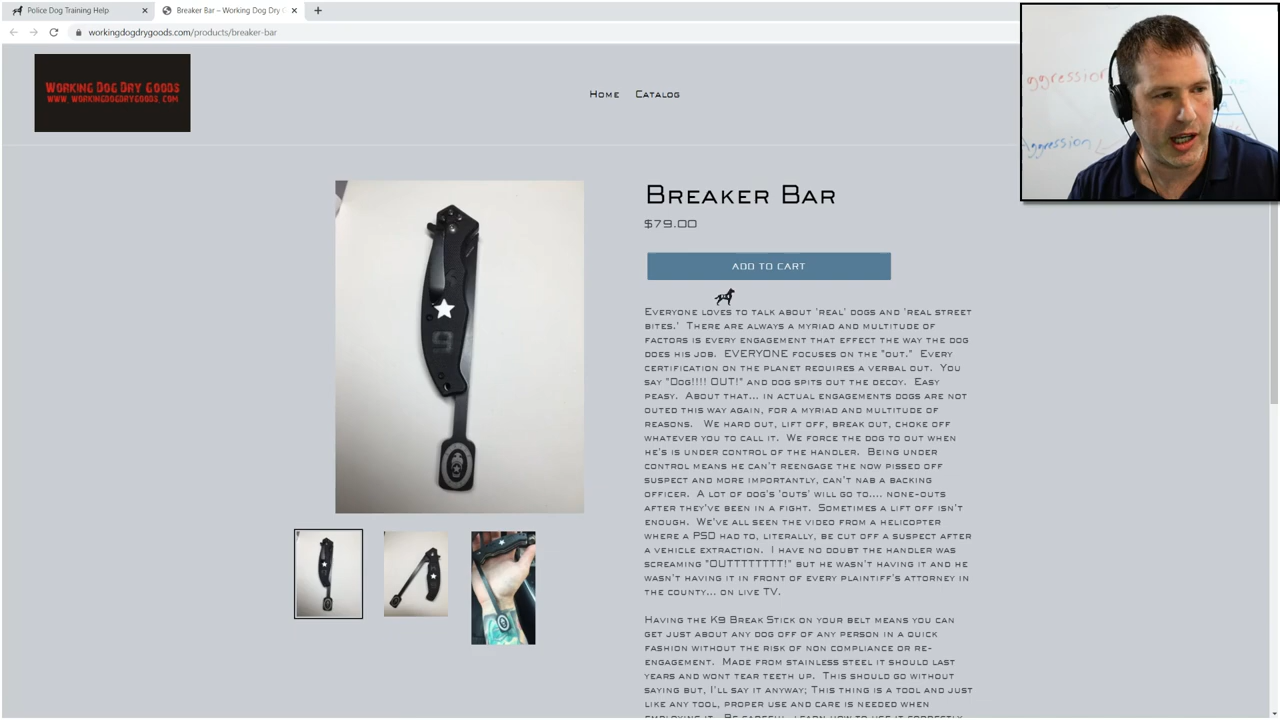 Police Dog Training Help
Breaker Bar – Working Dog Dry
workingdogdrygoods.com/products/breaker-bar
Working Dog Dry Goods
www.workingdogdrygoods.com
Home Catalog
Aggression
Aggression
9
Breaker Bar
$79.00
ADD TO CART
Everyone loves to talk about 'real' dogs and 'real street
bites.' There are always a myriad and multitude of
factors is every engagement that effect the way the dog
does his job. EVERYONE focuses on the "out." Every
certification on the planet requires a verbal out. You
say "Dog!!!! OUT!" and dog spits out the decoy. Easy
peasy. About that... in actual engagements dogs are not
outed this way again, for a myriad and multitude of
reasons. We hard out, lift off, break out, choke off
whatever you to call it. We force the dog to out when
he's is under control of the handler. Being under
control means he can't reengage the now pissed off
suspect and more importantly, can't nab a backing
officer. A lot of dog's 'outs' will go to.... none-outs
after they've been in a fight. Sometimes a lift off isn't
enough. We've all seen the video from a helicopter
where a PSD had to, literally, be cut off a suspect after
a vehicle extraction. I have no doubt the handler was
screaming "OUTTTTTTTT!" but he wasn't having it and he
wasn't having it in front of every plaintiff's attorney in
the county... on live TV.
Having the K9 Break Stick on your belt means you can
get just about any dog off of any person in a quick
fashion without the risk of non compliance or re-
engagement. Made from stainless steel it should last
years and wont tear teeth up. This should go without
saying but, I'll say it anyway; This thing is a tool and just
like any tool, proper use and care is needed when